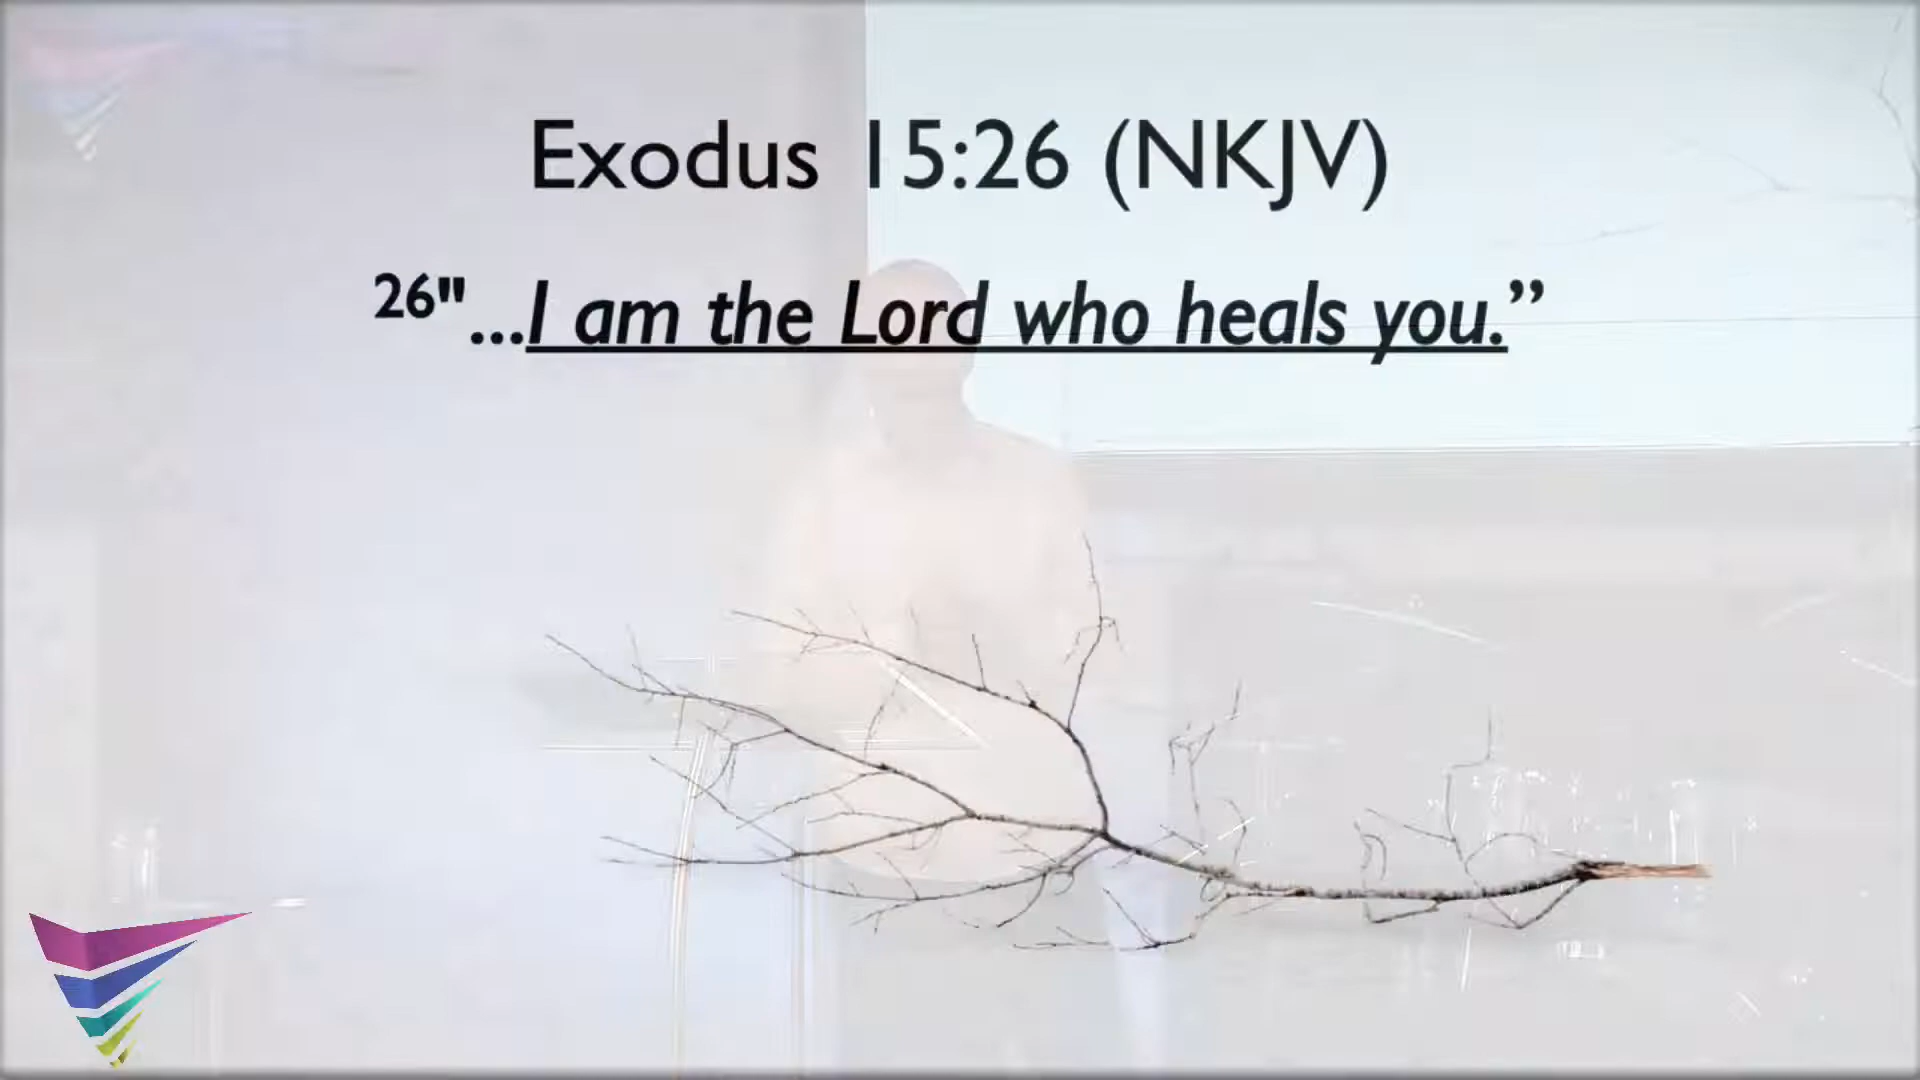 Exodus 15:26 (NKJV)
26"...I am the Lord who heals you.”